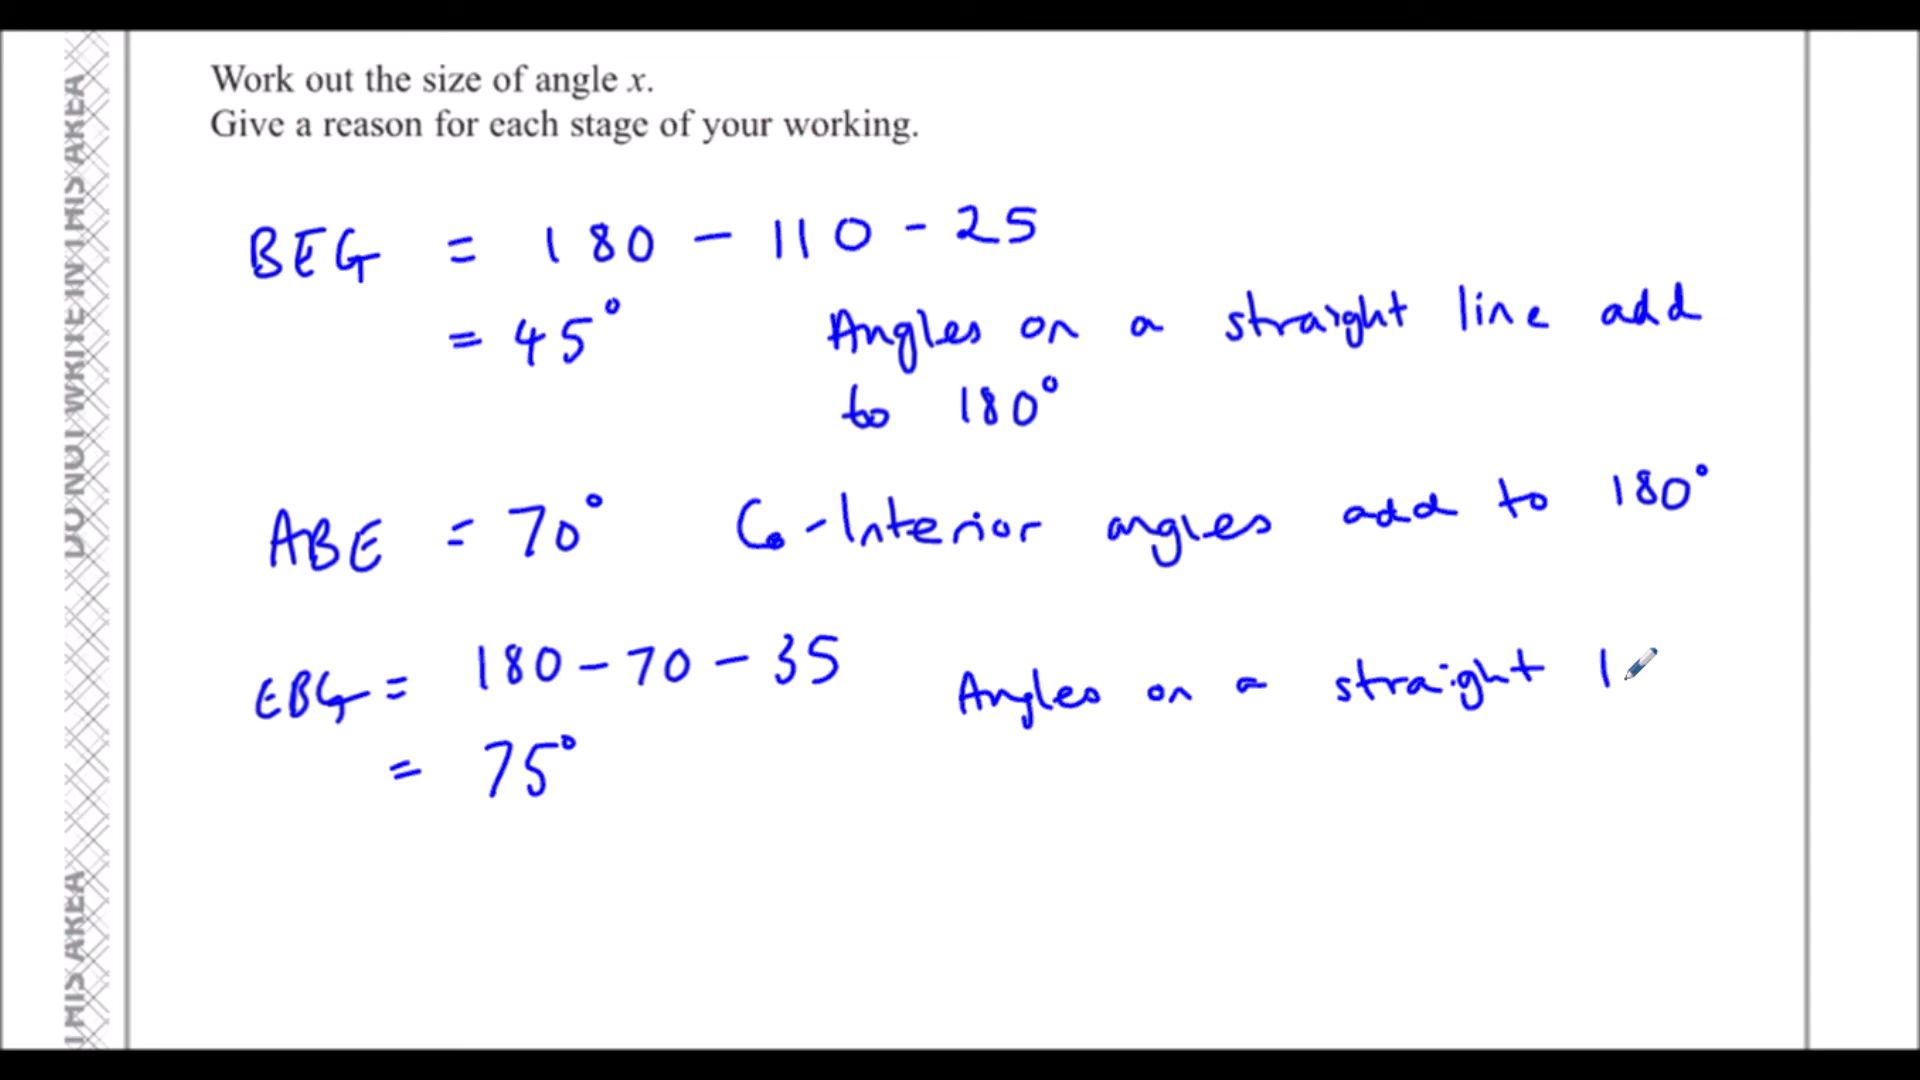 Work out the size of angle x.
Give a reason for each stage of your working.
BEG = 180 - 110 - 25
= 45° Angles on a straight line add
to 180°
ABE = 70° Co-Interior angles add to 180°
EBG = 180 - 70 - 35 Angles on a straight l
= 75°
DO NOT WRITE IN THIS AREA
THIS AREA